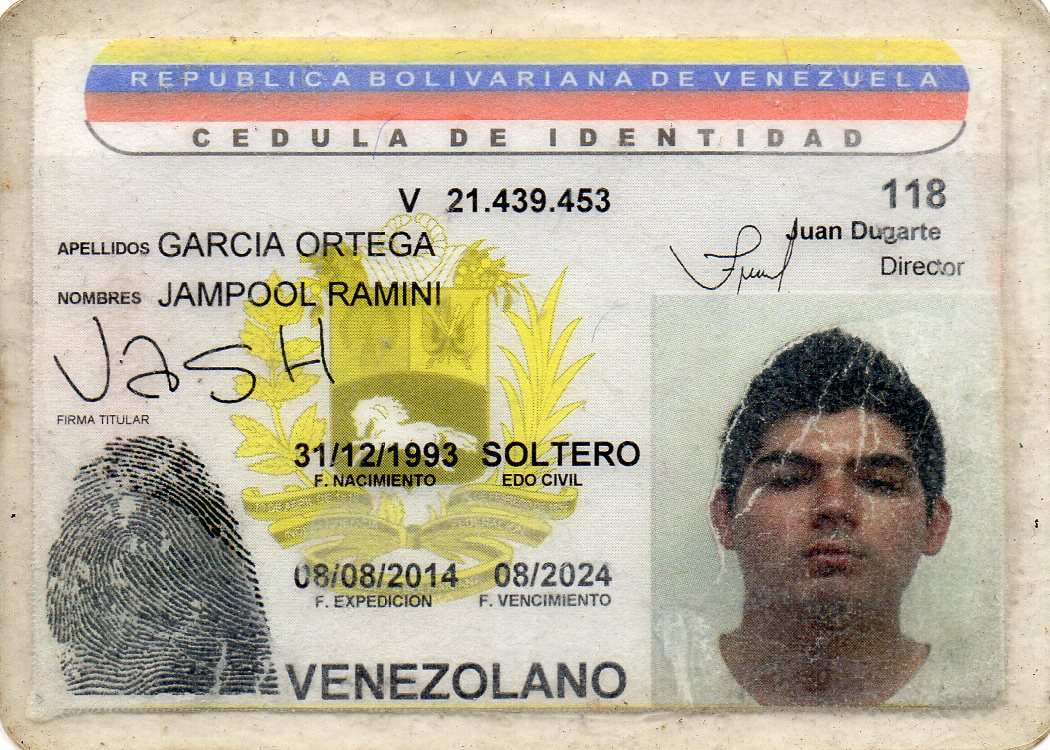 REPUBLICA BOLIVARIANA DE VENEZUELA
CEDULA DE IDENTIDAD
V 21.439.453
118
Juan Dugarte
Director
APELLIDOS GARCIA ORTEGA
NOMBRES JAMPOOL RAMINI
FIRMA TITULAR
31/12/1993 SOLTERO
F. NACIMIENTO EDO CIVIL
08/08/2014 08/2024
F. EXPEDICION F. VENCIMIENTO
VENEZOLANO